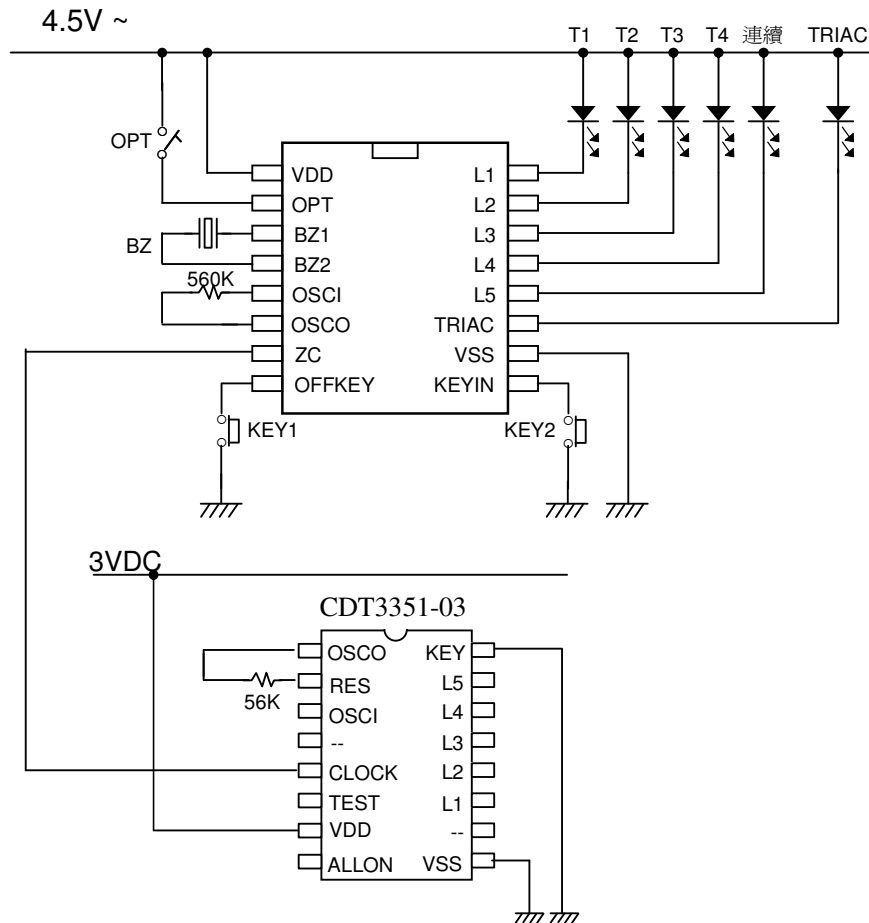 4.5V ~
T1 T2 T3 T4 連續 TRIAC
OPT
VDD L1
OPT L2
BZ1 L3
BZ
BZ2 L4
560K
OSCI L5
OSCO TRIAC
ZC VSS
OFFKEY KEYIN
KEY1 KEY2
3VDC
CDT3351-03
OSCO KEY
RES L5
56K
OSCI L4
-- L3
CLOCK L2
TEST L1
VDD --
ALLON VSS